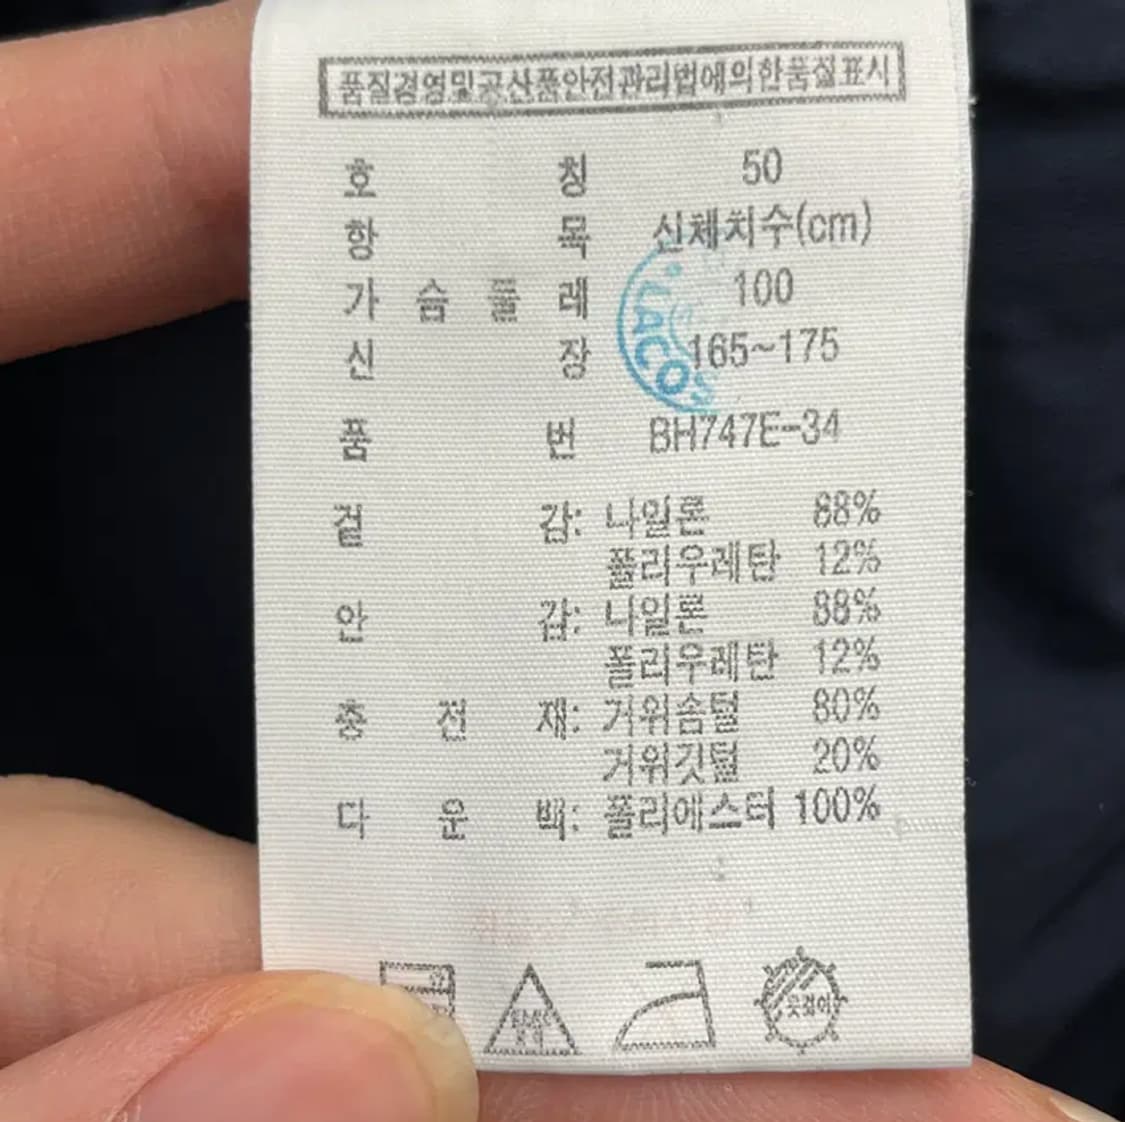 품질경영및공산품안전관리법에의한품질표시
호 칭 50
항 목 신체치수(cm)
가 슴 둘 레 100
신 장 165~175
LACO
품 번 BH747E-34
겉 감: 나일론 88%
폴리우레탄 12%
안 감: 나일론 88%
폴리우레탄 12%
충 전 재: 거위솜털 80%
거위깃털 20%
다 운 백: 폴리에스터 100%
옷걸이